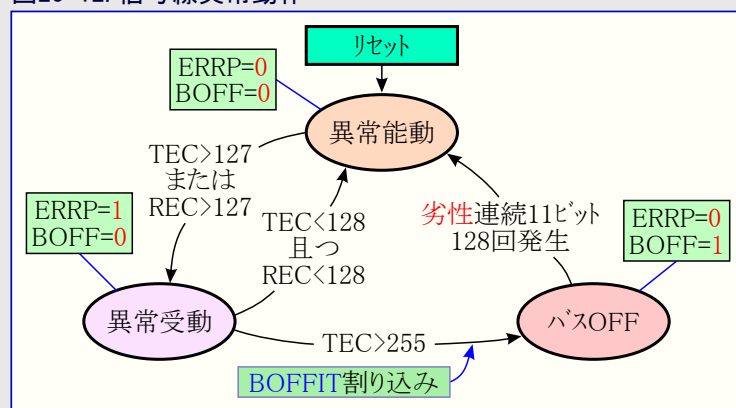 リセット
ERRP=0
BOFF=0
異常能動
TEC>127
または
REC>127
ERRP=1
BOFF=0
TEC<128
且つ
REC<128
劣性連続11ビット
128回発生
ERRP=0
BOFF=1
異常受動
バスOFF
TEC>255
BOFFIT割り込み